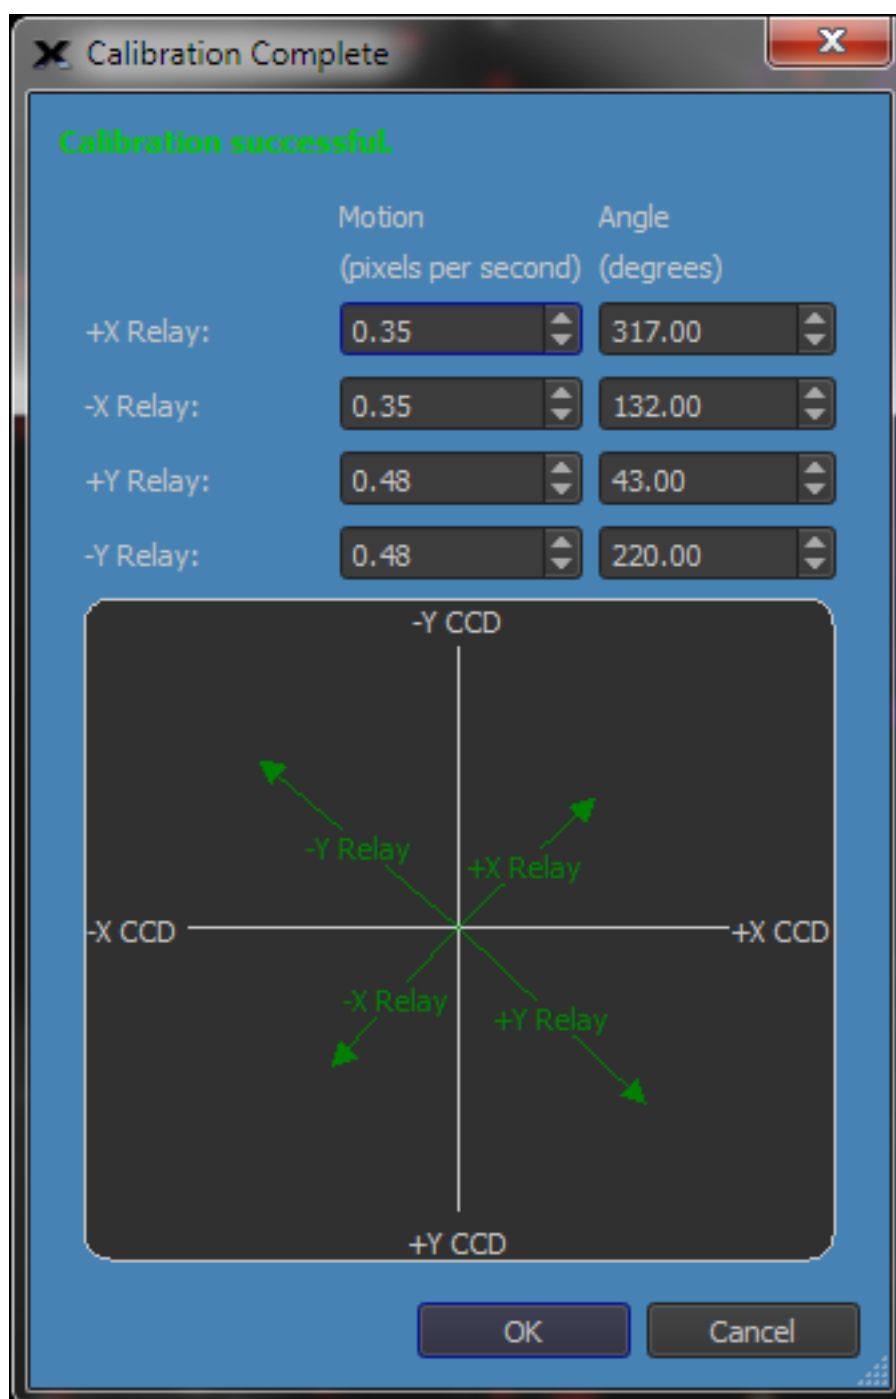 Calibration Complete
Calibration successful.
Motion Angle
(pixels per second) (degrees)
+X Relay: 0.35 317.00
-X Relay: 0.35 132.00
+Y Relay: 0.48 43.00
-Y Relay: 0.48 220.00
-Y CCD
-Y Relay +X Relay
-X CCD +X CCD
-X Relay +Y Relay
+Y CCD
OK Cancel